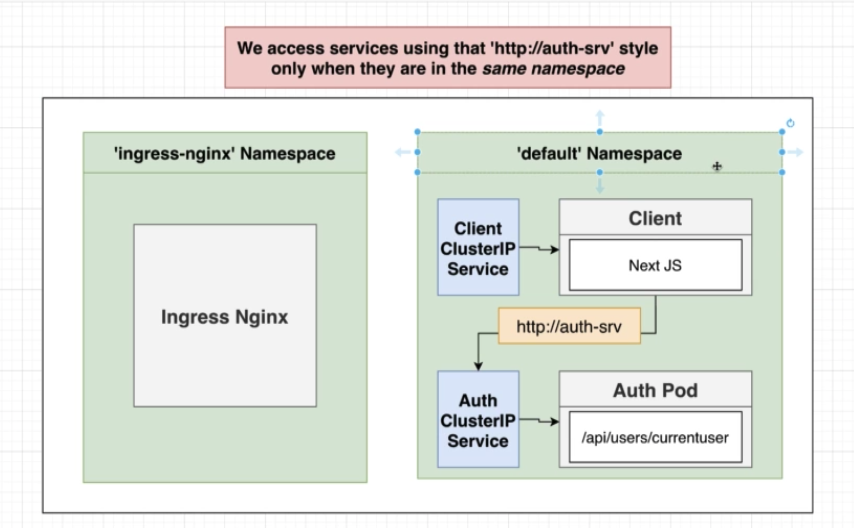 We access services using that 'http://auth-srv' style
only when they are in the same namespace
'ingress-nginx' Namespace
Ingress Nginx
'default' Namespace
Client
ClusterIP
Service
Client
Next JS
http://auth-srv
Auth
ClusterIP
Service
Auth Pod
/api/users/currentuser